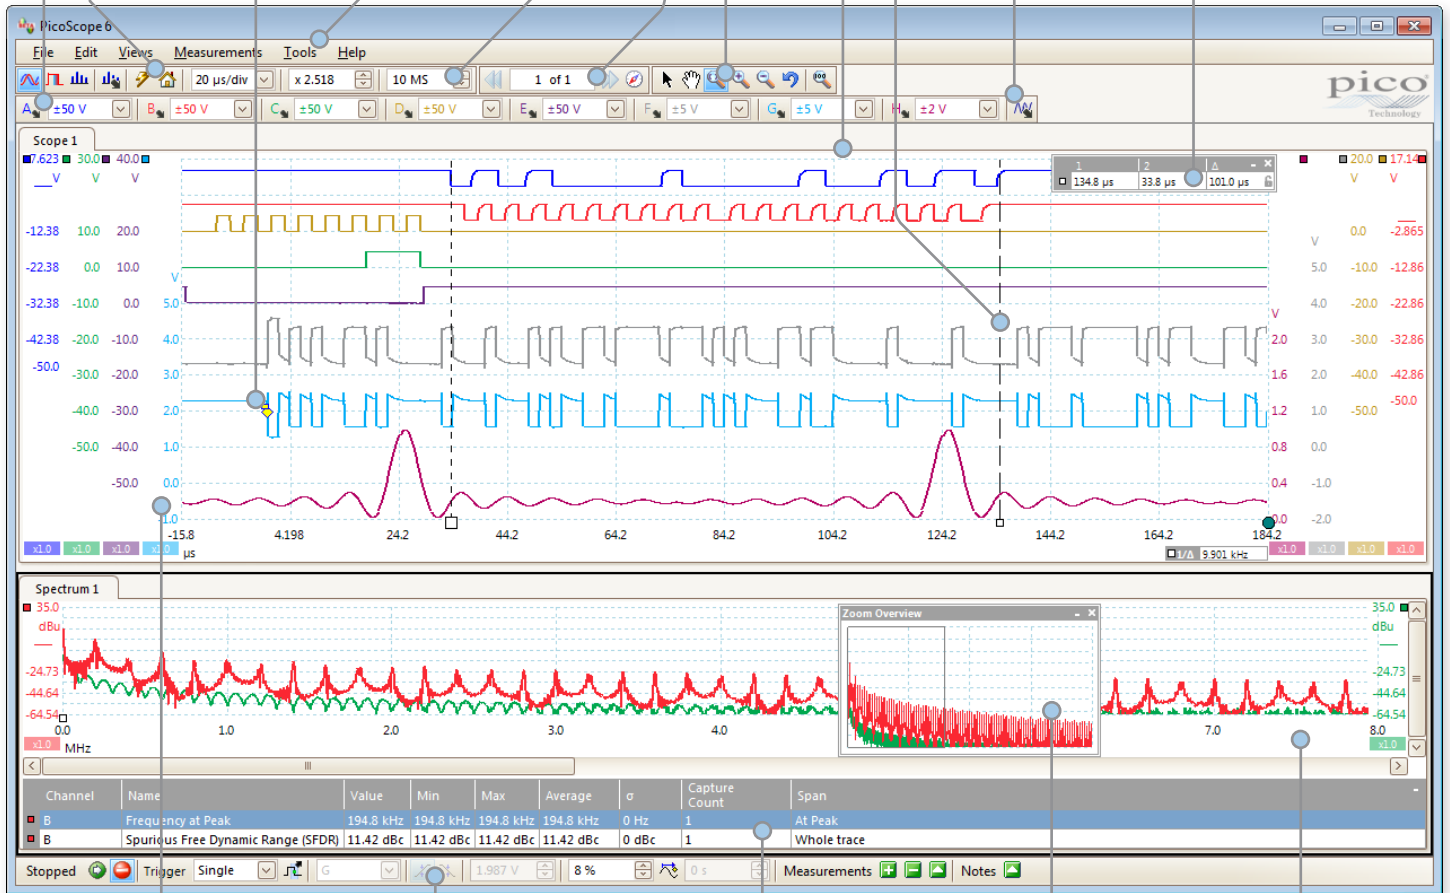 PicoScope 6
File Edit Views Measurements Tools Help
20 µs/div x 2.518 10 MS 1 of 1
pico
Technology
A ±50 V B ±50 V C ±50 V D ±50 V E ±50 V F ±5 V G ±5 V H ±2 V
Scope 1
7.623 30.0 40.0 20.0 17.14
V V V V V
1 2 Δ
134.8 µs 33.8 µs 101.0 µs
-12.38 10.0 20.0 0.0 -2.865
V
-22.38 0.0 10.0 V 5.0 -10.0 -12.86
-32.38 -10.0 0.0 5.0 4.0 -20.0 -22.86
V
-42.38 -20.0 -10.0 4.0 2.0 3.0 -30.0 -32.86
-50.0
-30.0 -20.0 3.0 1.6 2.0 -40.0 -42.86
-50.0
-40.0 -30.0 2.0 1.2 1.0 -50.0
-50.0 -40.0 1.0 0.8 0.0
-50.0 0.0 0.4 -1.0
-1.0 0.0 -2.0
-15.8 4.198 24.2 44.2 64.2 84.2 104.2 124.2 144.2 164.2 184.2
x1.0 x1.0 x1.0 x1.0 µs 1/Δ 9.901 kHz x1.0 x1.0 x1.0 x1.0
Spectrum 1
35.0 35.0
dBu dBu
Zoom Overview
-24.73 -24.73
-44.64 -44.64
-64.54 -64.54
0.0 1.0 2.0 3.0 4.0 7.0 8.0
x1.0 MHz x1.0
Channel Name Value Min Max Average σ Capture Count Span
B Frequency at Peak 194.8 kHz 194.8 kHz 194.8 kHz 194.8 kHz 0 Hz 1 At Peak
B Spurious Free Dynamic Range (SFDR) 11.42 dBc 11.42 dBc 11.42 dBc 11.42 dBc 0 dBc 1 Whole trace
Stopped Trigger Single G 1.987 V 8 % 0 s Measurements Notes